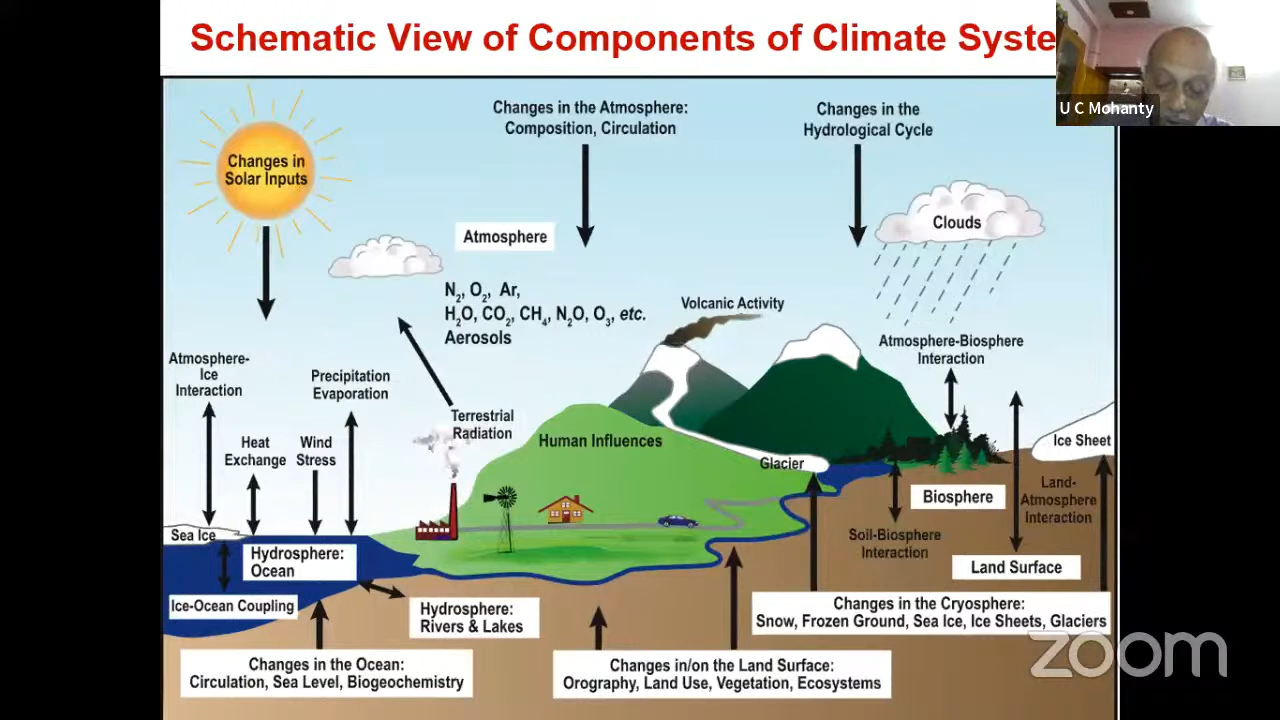 Schematic View of Components of Climate Syste
U C Mohanty
Changes in the Atmosphere:
Composition, Circulation
Changes in the
Hydrological Cycle
Changes in
Solar Inputs
Clouds
Atmosphere
N₂, O₂, Ar,
H₂O, CO₂, CH₄, N₂O, O₃, etc.
Aerosols
Volcanic Activity
Atmosphere-Biosphere
Interaction
Atmosphere-
Ice
Interaction
Precipitation
Evaporation
Terrestrial
Radiation
Heat
Exchange
Wind
Stress
Human Influences
Glacier
Ice Sheet
Biosphere
Land-
Atmosphere
Interaction
Soil-Biosphere
Interaction
Land Surface
Sea Ice
Hydrosphere:
Ocean
Ice-Ocean Coupling
Hydrosphere:
Rivers & Lakes
Changes in the Cryosphere:
Snow, Frozen Ground, Sea Ice, Ice Sheets, Glaciers
Changes in the Ocean:
Circulation, Sea Level, Biogeochemistry
Changes in/on the Land Surface:
Orography, Land Use, Vegetation, Ecosystems
zoom